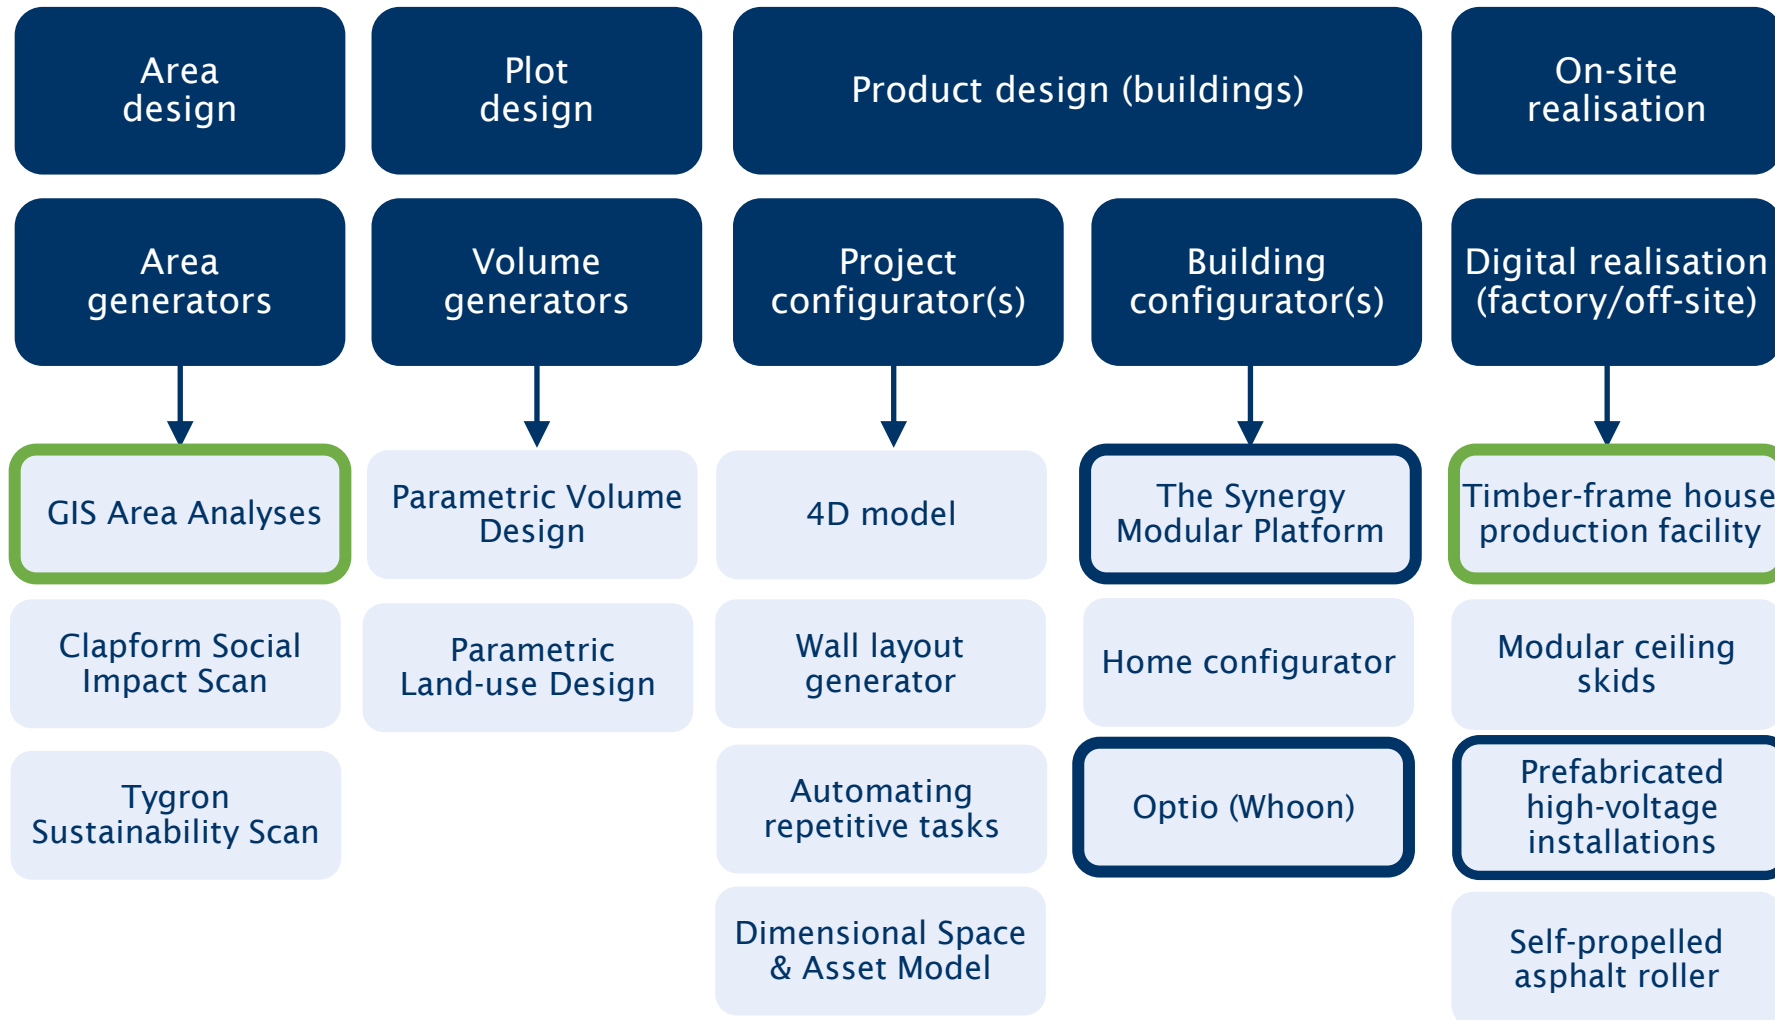 Area
design
Plot
design
Product design (buildings)
On-site
realisation
Area
generators
Volume
generators
Project
configurator(s)
Building
configurator(s)
Digital realisation
(factory/off-site)
GIS Area Analyses
Parametric Volume
Design
4D model
The Synergy
Modular Platform
Timber-frame house
production facility
Clapform Social
Impact Scan
Parametric
Land-use Design
Wall layout
generator
Home configurator
Modular ceiling
skids
Tygron
Sustainability Scan
Automating
repetitive tasks
Optio (Whoon)
Prefabricated
high-voltage
installations
Dimensional Space
& Asset Model
Self-propelled
asphalt roller